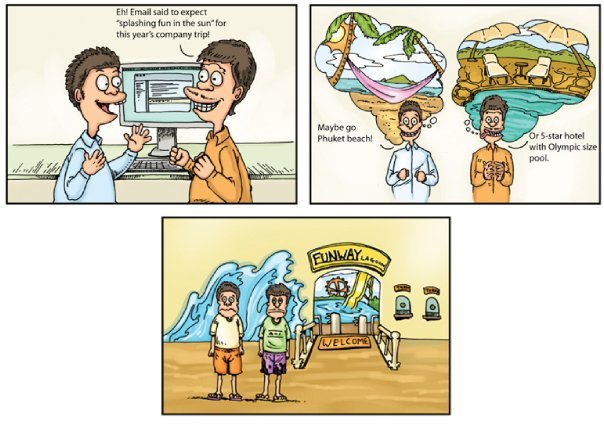 Eh! Email said to expect
"splashing fun in the sun" for
this year's company trip!
Maybe go
Phuket beach!
Or 5-star hotel
with Olympic size
pool.
FUNWAY
LAGOON
WELCOME